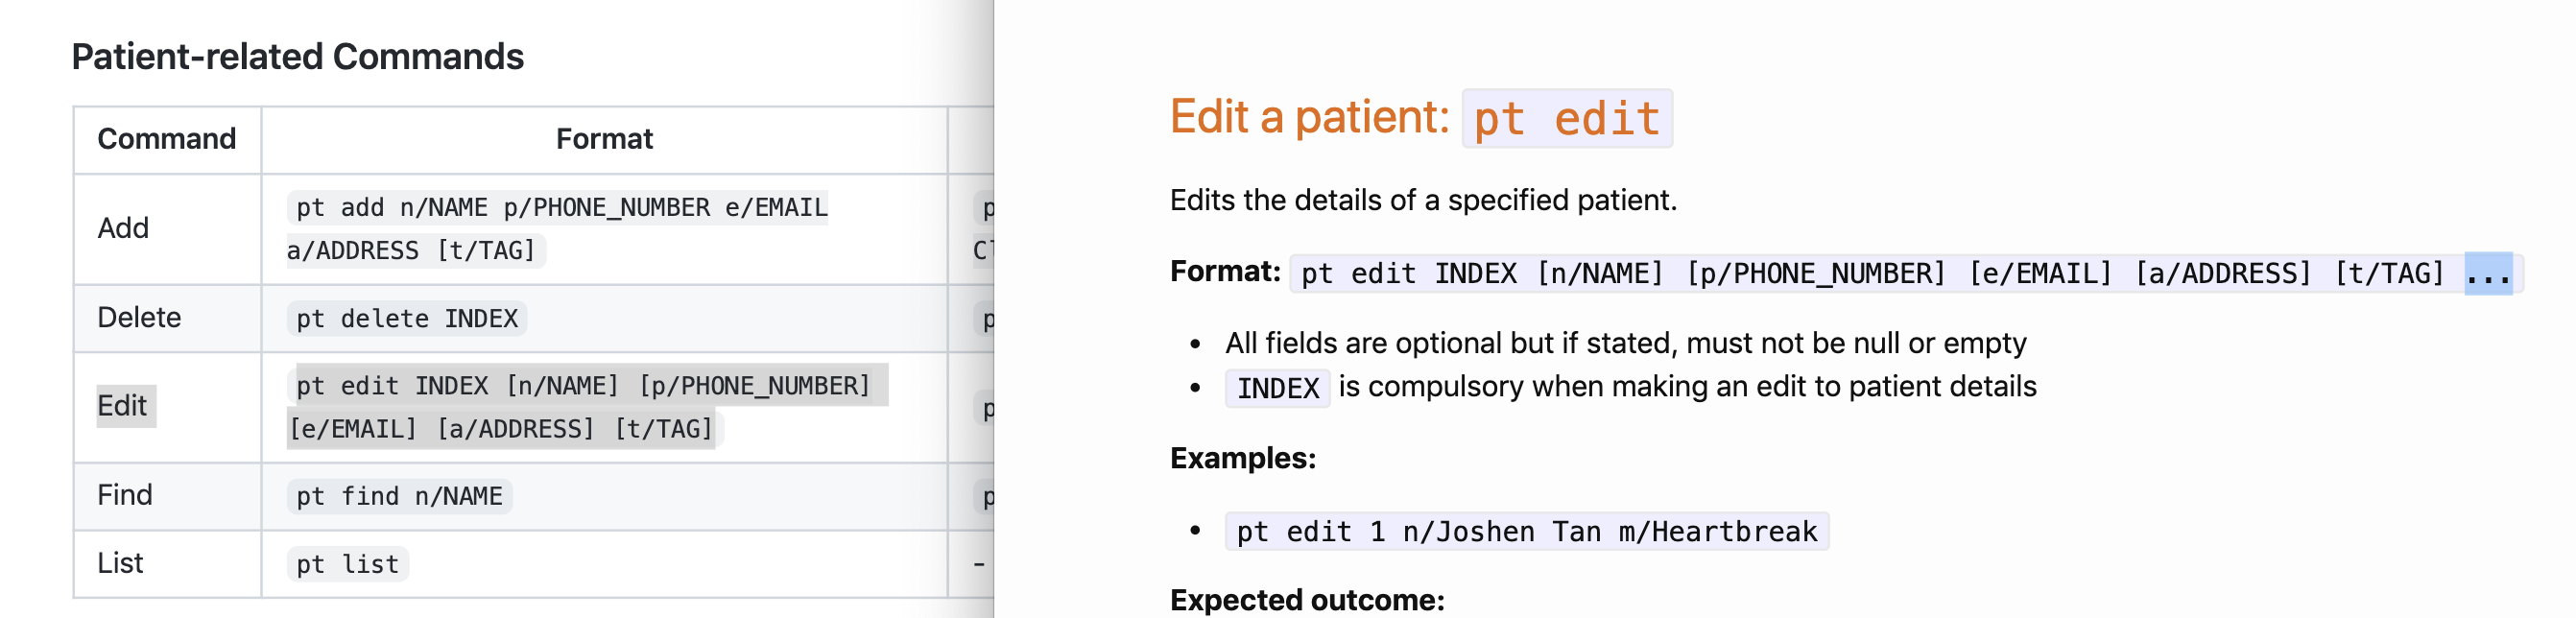 Patient-related Commands
Command Format
Add pt add n/NAME p/PHONE_NUMBER e/EMAIL
a/ADDRESS [t/TAG]
Delete pt delete INDEX
Edit pt edit INDEX [n/NAME] [p/PHONE_NUMBER]
[e/EMAIL] [a/ADDRESS] [t/TAG]
Find pt find n/NAME
List pt list -
Edit a patient: pt edit
Edits the details of a specified patient.
Format: pt edit INDEX [n/NAME] [p/PHONE_NUMBER] [e/EMAIL] [a/ADDRESS] [t/TAG] ...
• All fields are optional but if stated, must not be null or empty
• INDEX is compulsory when making an edit to patient details
Examples:
• pt edit 1 n/Joshen Tan m/Heartbreak
Expected outcome: